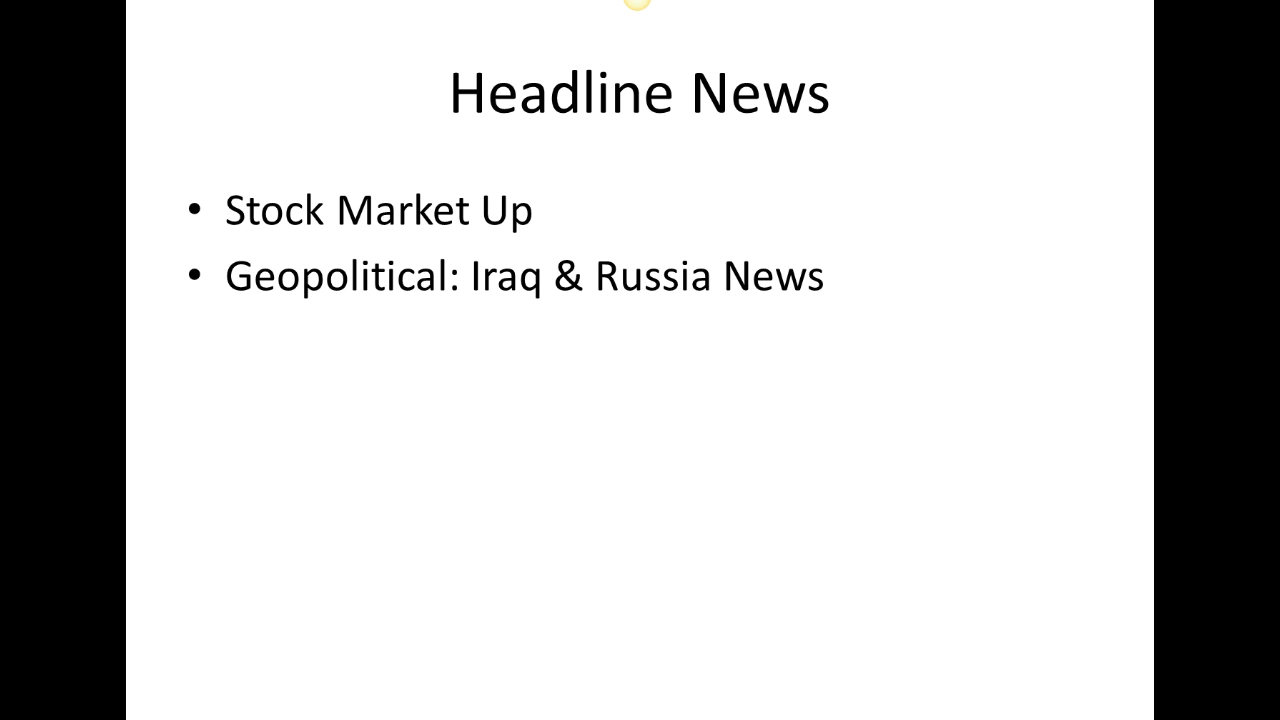 Headline News
• Stock Market Up
• Geopolitical: Iraq & Russia News